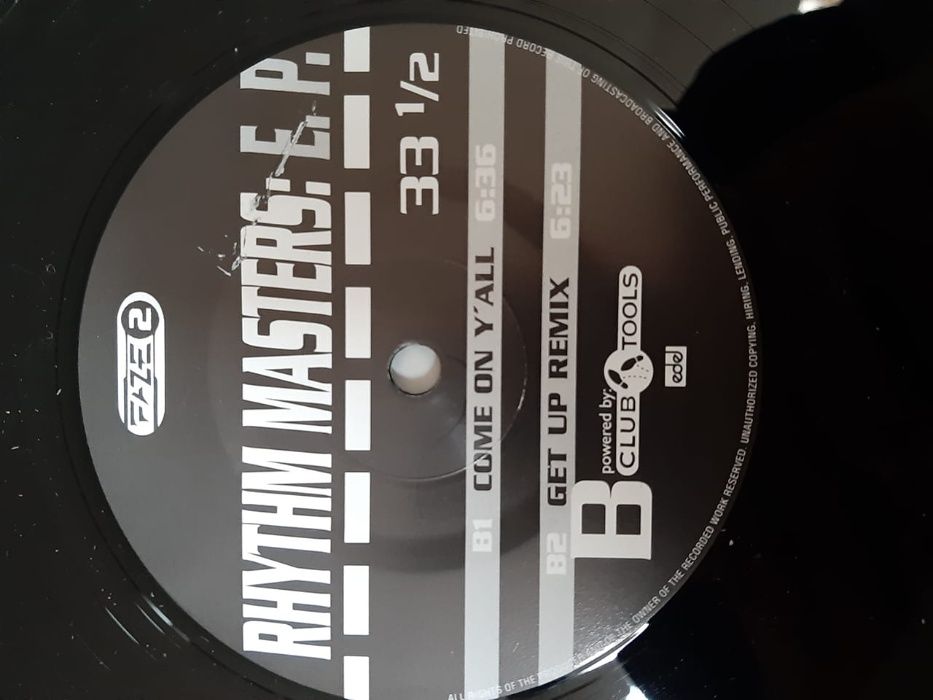 FAZE 2
RHYTHM MASTERS: E.P.
33 1/2
B1 COME ON Y'ALL 6:36
B2 GET UP REMIX 6:23
B
powered by:
CLUB TOOLS
edel
ALL RIGHTS OF THE PRODUCER AND OF THE OWNER OF THE RECORDED WORK RESERVED. UNAUTHORIZED COPYING, HIRING, LENDING, PUBLIC PERFORMANCE AND BROADCASTING OF THIS RECORD PROHIBITED